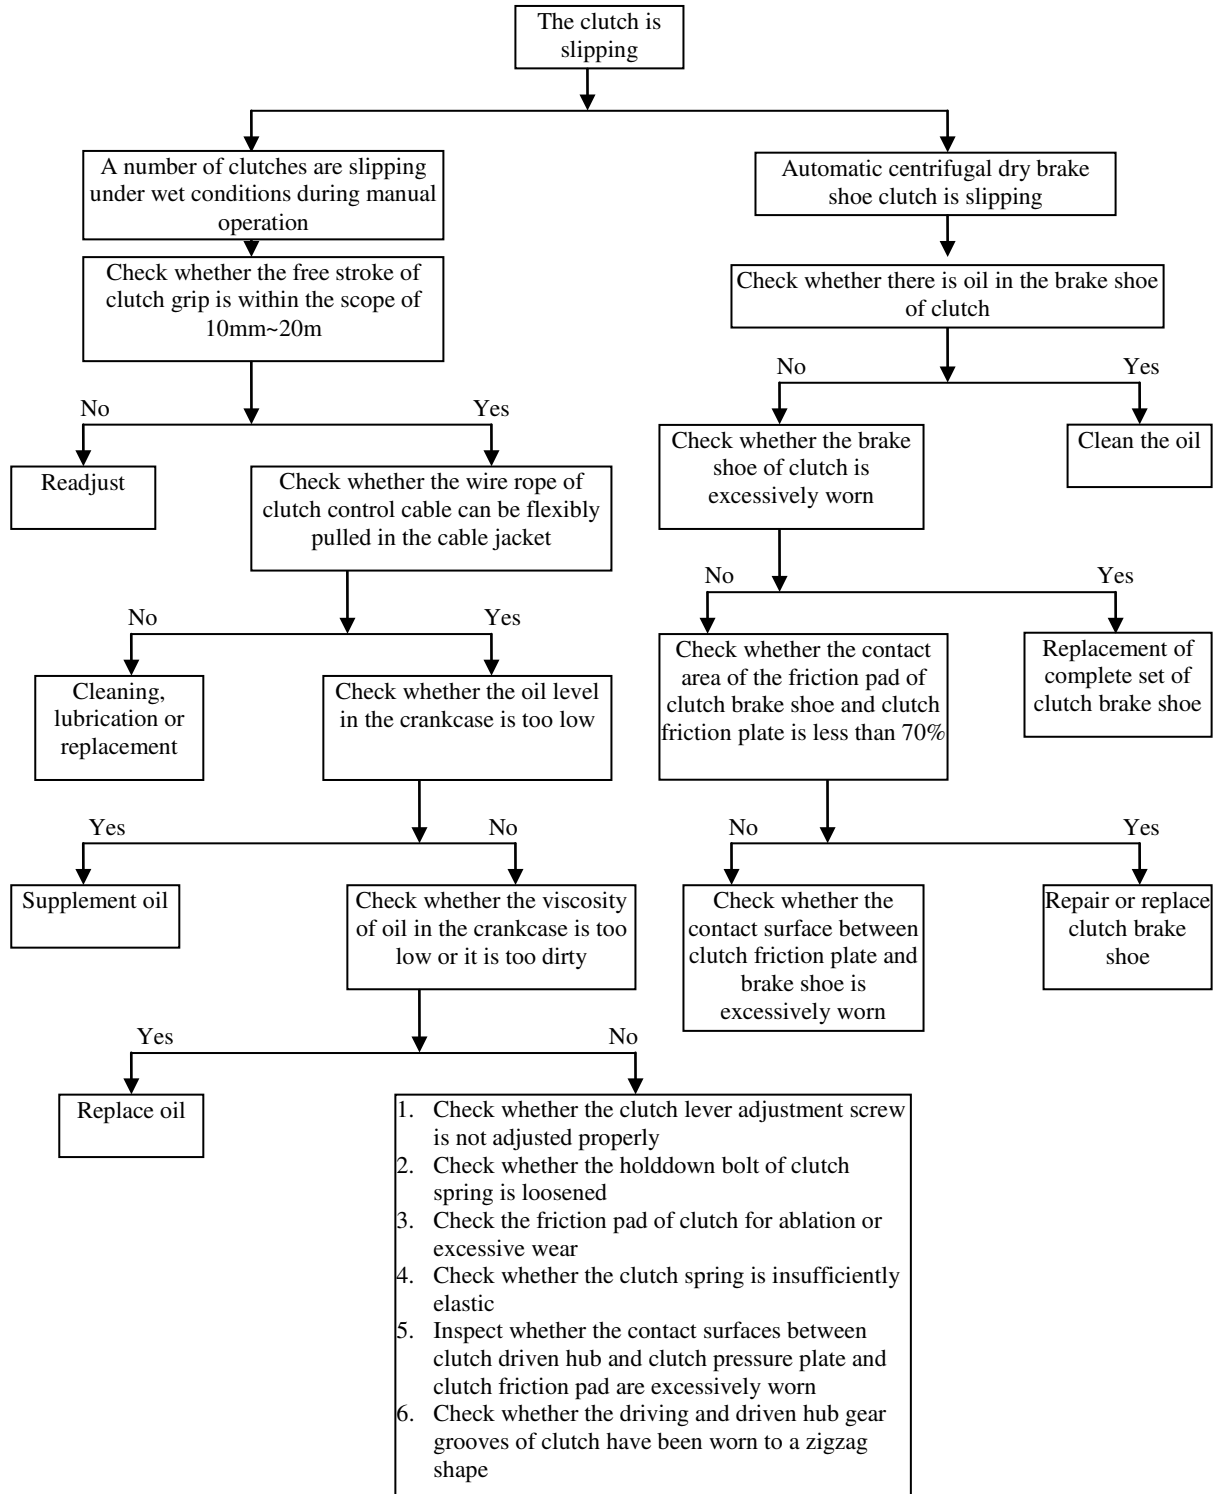 The clutch is
slipping
A number of clutches are slipping
under wet conditions during manual
operation
Automatic centrifugal dry brake
shoe clutch is slipping
Check whether the free stroke of
clutch grip is within the scope of
10mm~20m
Check whether there is oil in the brake shoe
of clutch
No
Yes
No
Yes
Readjust
Check whether the wire rope of
clutch control cable can be flexibly
pulled in the cable jacket
Check whether the brake
shoe of clutch is
excessively worn
Clean the oil
No
Yes
No
Yes
Cleaning,
lubrication or
replacement
Check whether the oil level
in the crankcase is too low
Check whether the contact
area of the friction pad of
clutch brake shoe and clutch
friction plate is less than 70%
Replacement of
complete set of
clutch brake shoe
Yes
No
No
Yes
Supplement oil
Check whether the viscosity
of oil in the crankcase is too
low or it is too dirty
Check whether the
contact surface between
clutch friction plate and
brake shoe is
excessively worn
Repair or replace
clutch brake
shoe
Yes
No
Replace oil
1. Check whether the clutch lever adjustment screw
is not adjusted properly
2. Check whether the holddown bolt of clutch
spring is loosened
3. Check the friction pad of clutch for ablation or
excessive wear
4. Check whether the clutch spring is insufficiently
elastic
5. Inspect whether the contact surfaces between
clutch driven hub and clutch pressure plate and
clutch friction pad are excessively worn
6. Check whether the driving and driven hub gear
grooves of clutch have been worn to a zigzag
shape